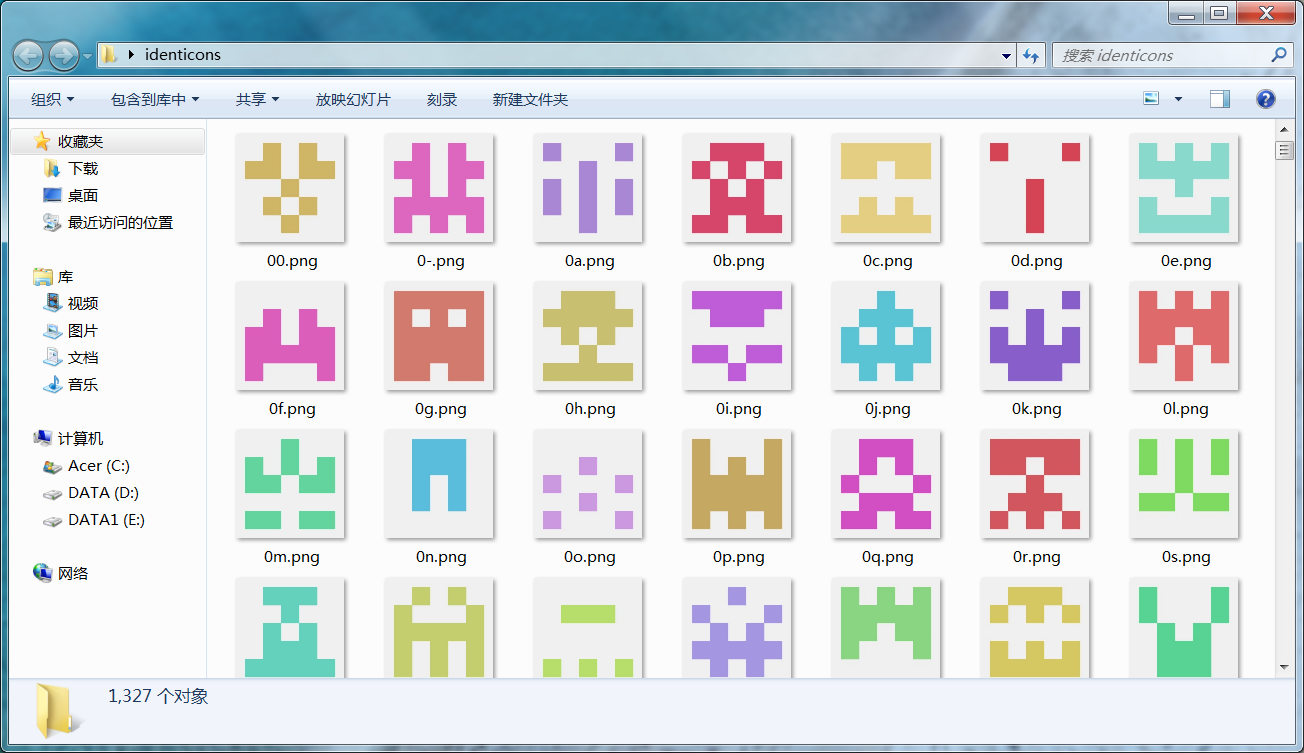 identicons
搜索 identicons
组织
包含到库中
共享
放映幻灯片
刻录
新建文件夹
收藏夹
下载
桌面
最近访问的位置
库
视频
图片
文档
音乐
计算机
Acer (C:)
DATA (D:)
DATA1 (E:)
网络
00.png
0-.png
0a.png
0b.png
0c.png
0d.png
0e.png
0f.png
0g.png
0h.png
0i.png
0j.png
0k.png
0l.png
0m.png
0n.png
0o.png
0p.png
0q.png
0r.png
0s.png
1,327 个对象